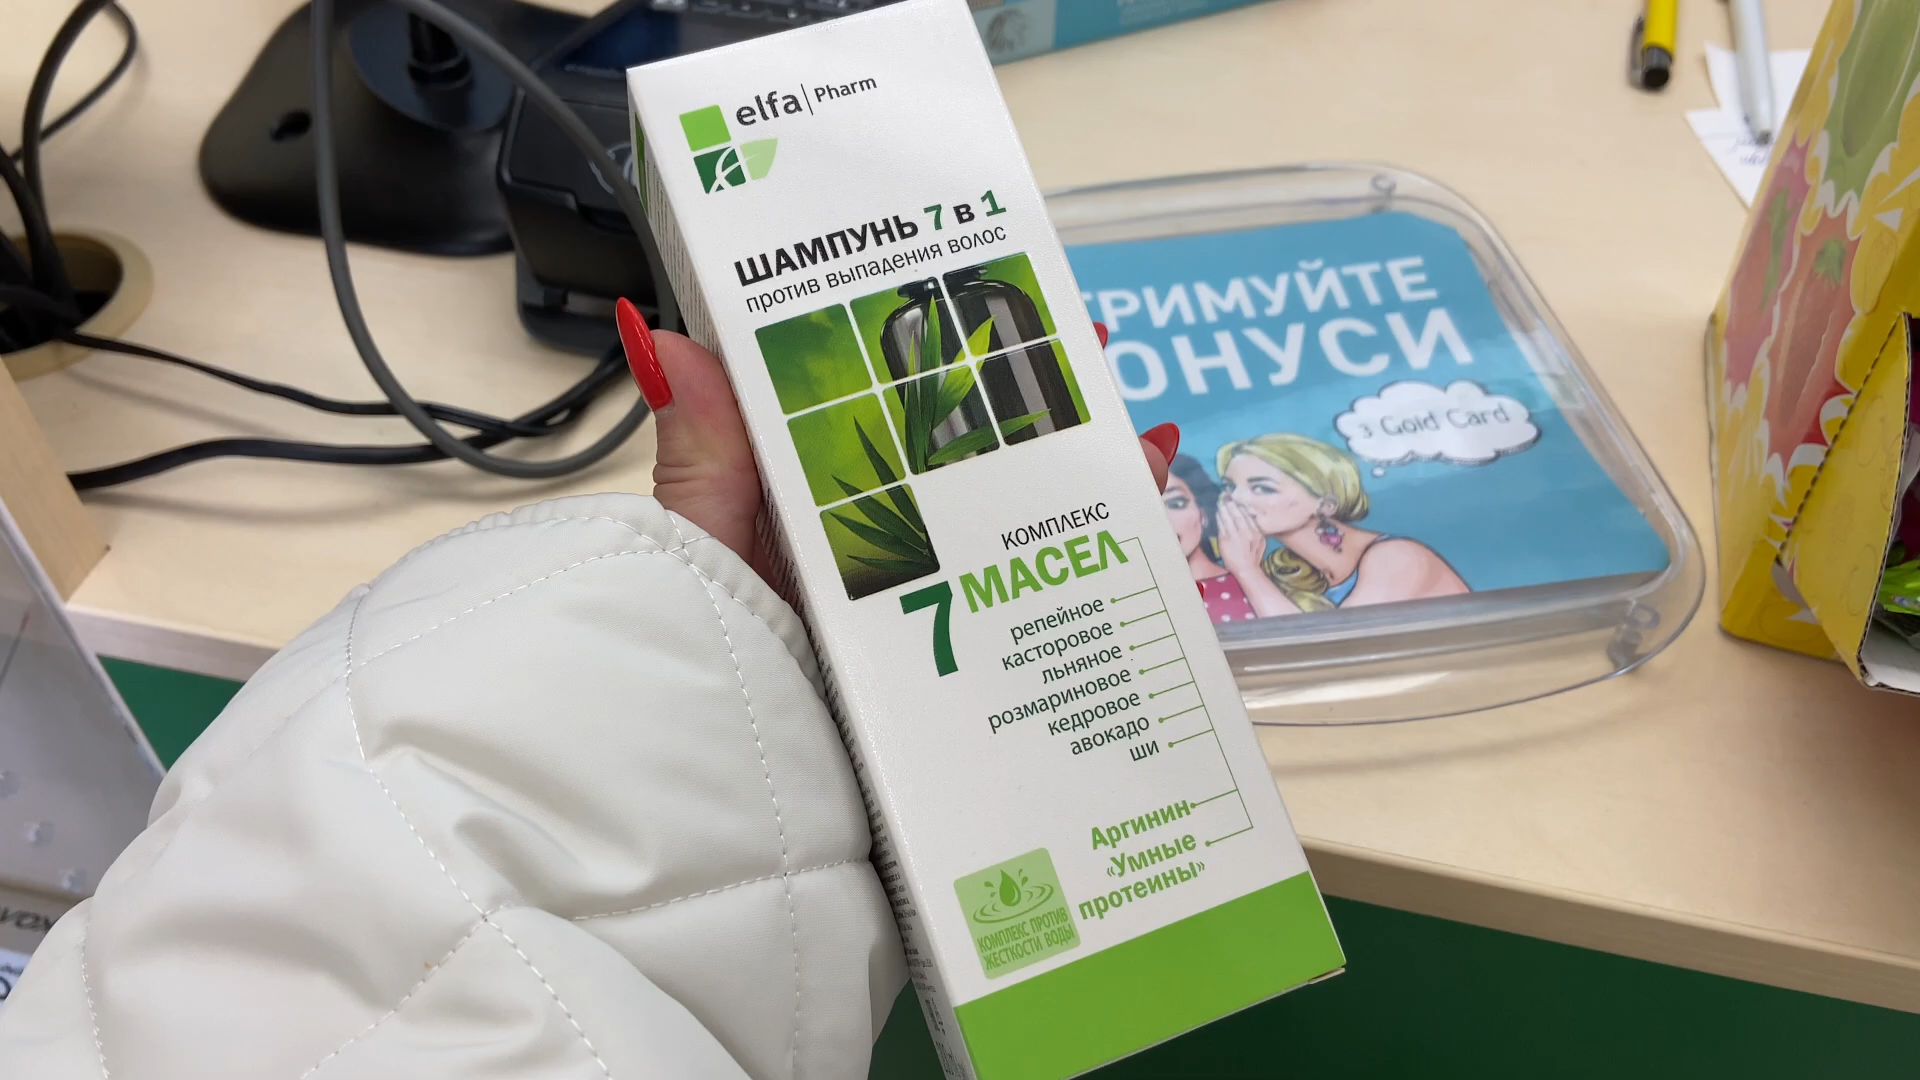 elfa Pharm
ШАМПУНЬ 7 в 1
против выпадения волос
КОМПЛЕКС
7 МАСЕЛ
репейное
касторовое
льняное
розмариновое
кедровое
авокадо
ши
Аргинин
«Умные
протеины»
КОМПЛЕКС ПРОТИВ
ЖЕСТКОСТИ ВОДЫ
ТРИМУЙТЕ
ОНУСИ
з Gold Card